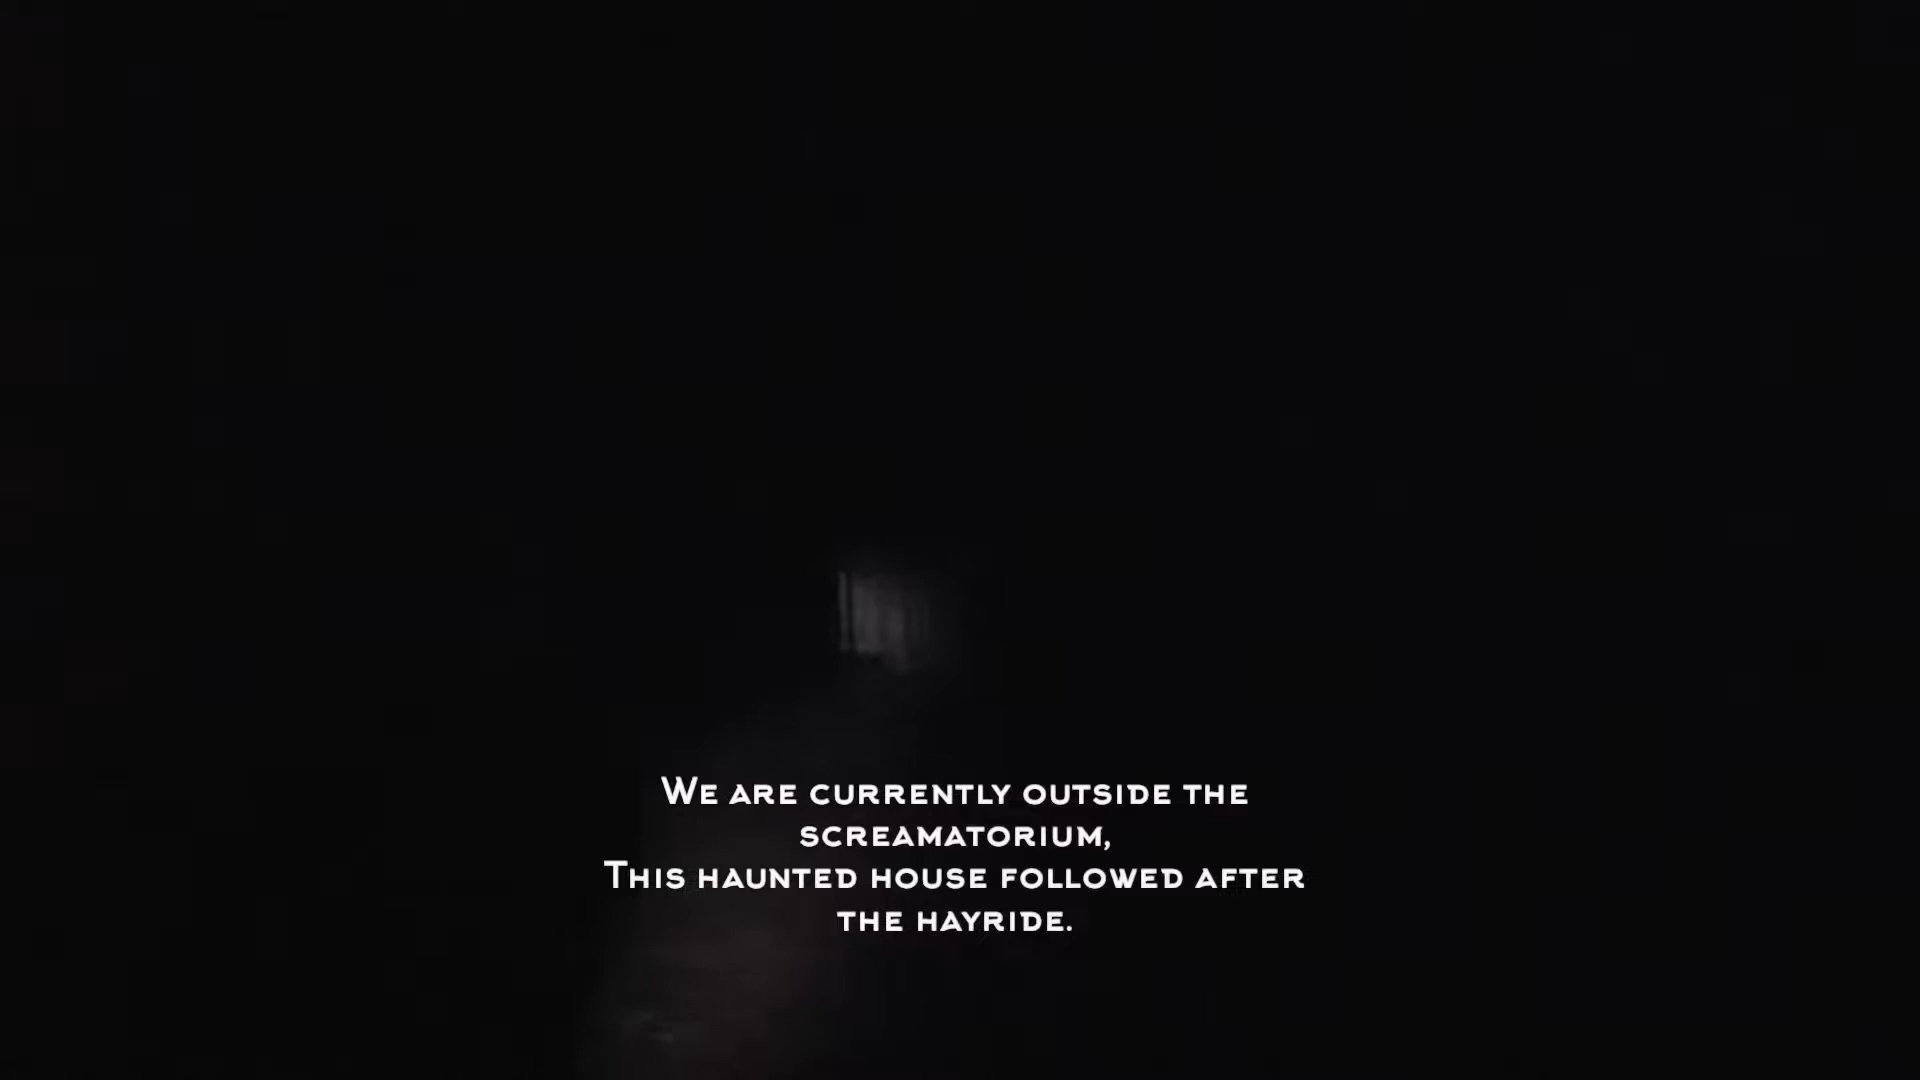 We are currently outside the
screamatorium,
This haunted house followed after
the hayride.